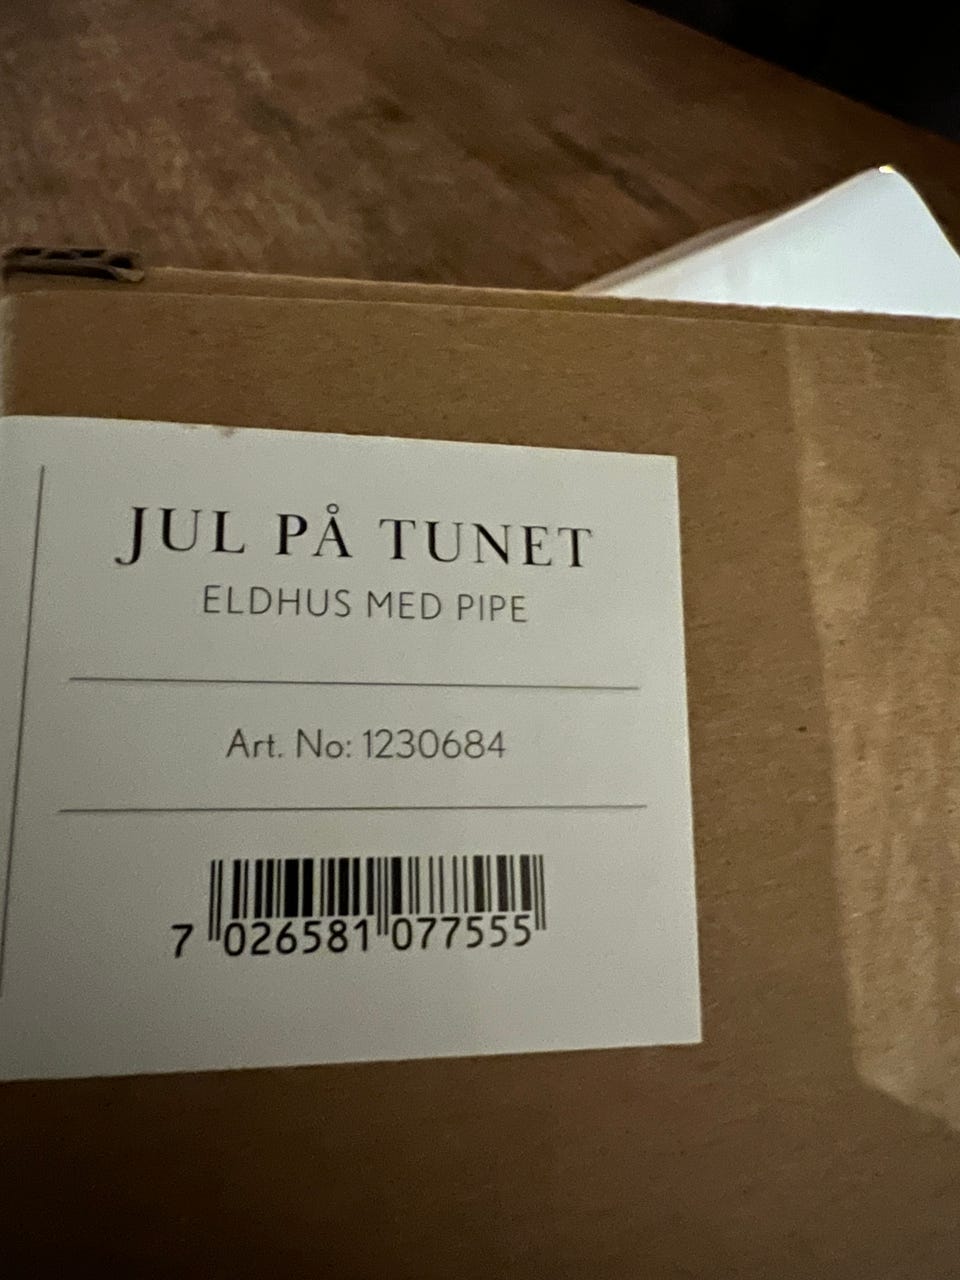 JUL PÅ TUNET
ELDHUS MED PIPE
Art. No: 1230684
7 026581 077555